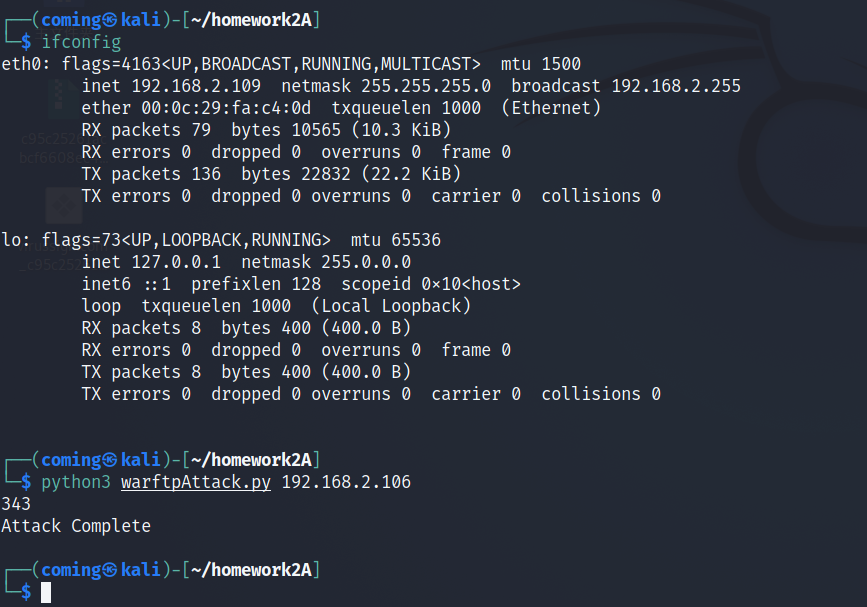 ┌──(coming㉿kali)-[~/homework2A]
└─$ ifconfig
eth0: flags=4163<UP,BROADCAST,RUNNING,MULTICAST>  mtu 1500
        inet 192.168.2.109  netmask 255.255.255.0  broadcast 192.168.2.255
        ether 00:0c:29:fa:c4:0d  txqueuelen 1000  (Ethernet)
        RX packets 79  bytes 10565 (10.3 KiB)
        RX errors 0  dropped 0  overruns 0  frame 0
        TX packets 136  bytes 22832 (22.2 KiB)
        TX errors 0  dropped 0 overruns 0  carrier 0  collisions 0
lo: flags=73<UP,LOOPBACK,RUNNING>  mtu 65536
        inet 127.0.0.1  netmask 255.0.0.0
        inet6 ::1  prefixlen 128  scopeid 0×10<host>
        loop  txqueuelen 1000  (Local Loopback)
        RX packets 8  bytes 400 (400.0 B)
        RX errors 0  dropped 0  overruns 0  frame 0
        TX packets 8  bytes 400 (400.0 B)
        TX errors 0  dropped 0 overruns 0  carrier 0  collisions 0
┌──(coming㉿kali)-[~/homework2A]
└─$ python3 warftpAttack.py 192.168.2.106
343
Attack Complete
┌──(coming㉿kali)-[~/homework2A]
└─$